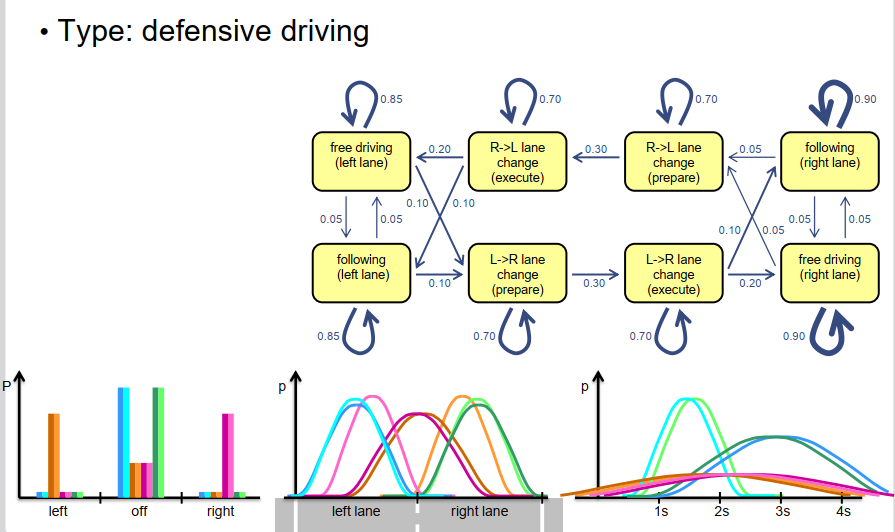 • Type: defensive driving
0.85
0.70
0.70
0.90
free driving
(left lane)
0.20
R->L lane
change
(execute)
0.30
R->L lane
change
(prepare)
0.05
following
(right lane)
0.05
0.05
0.10
0.10
0.10
0.05
0.05
0.05
following
(left lane)
0.10
L->R lane
change
(prepare)
0.30
L->R lane
change
(execute)
0.20
free driving
(right lane)
0.85
0.70
0.70
0.90
P
left
off
right
p
left lane
right lane
p
1s
2s
3s
4s